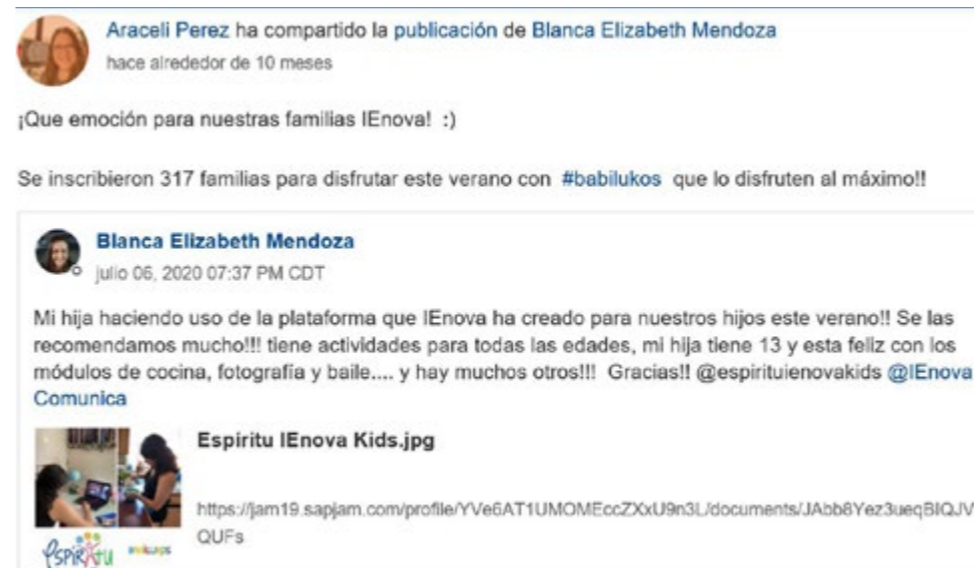 Araceli Perez ha compartido la publicación de Blanca Elizabeth Mendoza
hace alrededor de 10 meses
¡Que emoción para nuestras familias IEnova! :)
Se inscribieron 317 familias para disfrutar este verano con #babilukos que lo disfruten al máximo!!
Blanca Elizabeth Mendoza
julio 06, 2020 07:37 PM CDT
Mi hija haciendo uso de la plataforma que IEnova ha creado para nuestros hijos este verano!! Se las
recomendamos mucho!!! tiene actividades para todas las edades, mi hija tiene 13 y esta feliz con los
módulos de cocina, fotografía y baile.... y hay muchos otros!!! Gracias!! @espirituienovakids @IEnova
Comunica
Espiritu IEnova Kids.jpg
https://jam19.sapjam.com/profile/YVe6AT1UMOMEccZXxU9n3L/documents/JAbb8Yez3ueqBIQJV
QUFs
espíritu